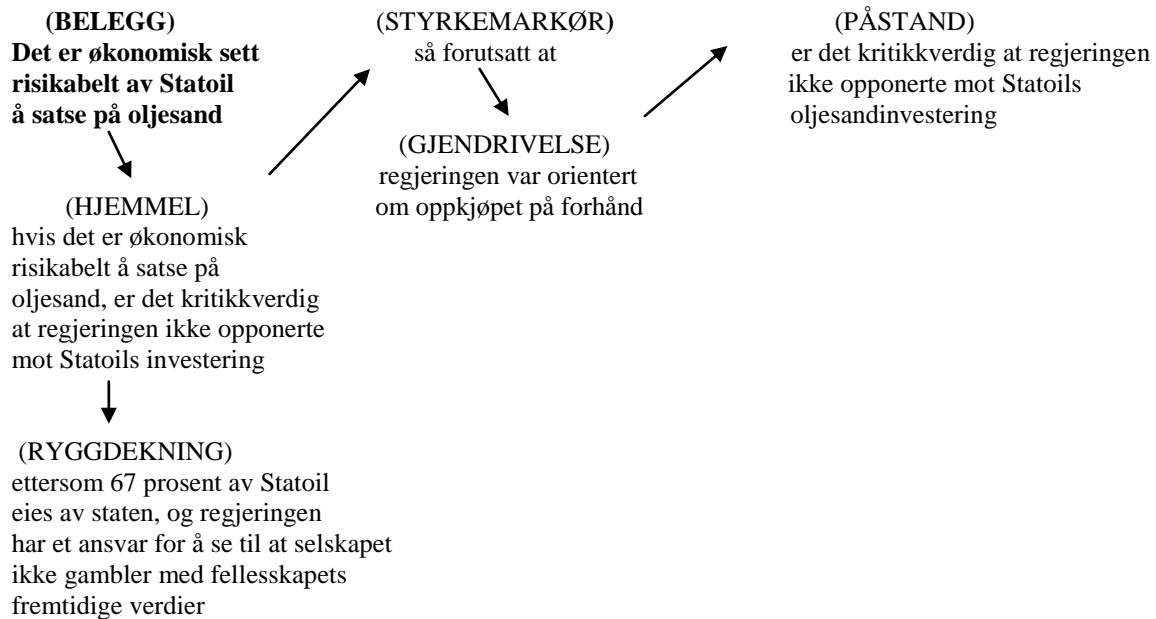 (BELEGG)
Det er økonomisk sett
risikabelt av Statoil
å satse på oljesand
(STYRKEMARKØR)
så forutsatt at
(PÅSTAND)
er det kritikkverdig at regjeringen
ikke opponerte mot Statoils
oljesandinvestering
(GJENDRIVELSE)
regjeringen var orientert
om oppkjøpet på forhånd
(HJEMMEL)
hvis det er økonomisk
risikabelt å satse på
oljesand, er det kritikkverdig
at regjeringen ikke opponerte
mot Statoils investering
(RYGGDEKNING)
ettersom 67 prosent av Statoil
eies av staten, og regjeringen
har et ansvar for å se til at selskapet
ikke gambler med fellesskapets
fremtidige verdier